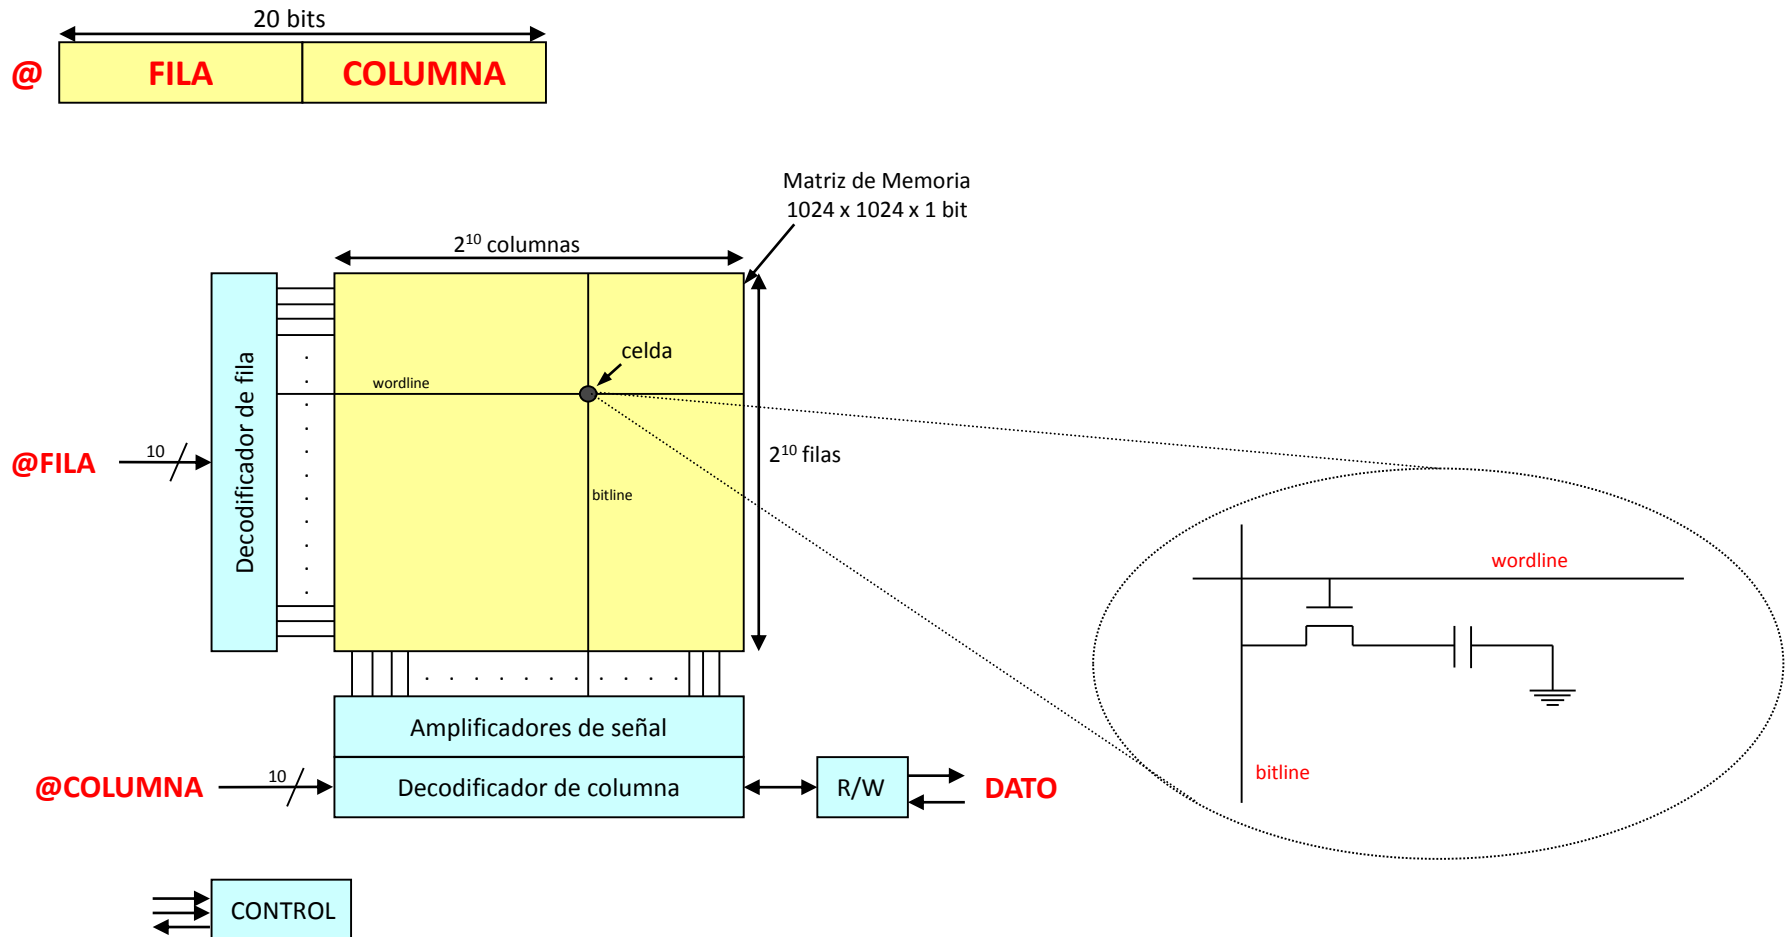 20 bits
@ FILA COLUMNA
Matriz de Memoria
1024 x 1024 x 1 bit
2¹⁰ columnas
Decodificador de fila
celda
wordline
@FILA 10
2¹⁰ filas
bitline
wordline
bitline
Amplificadores de señal
@COLUMNA 10
Decodificador de columna
R/W
DATO
CONTROL